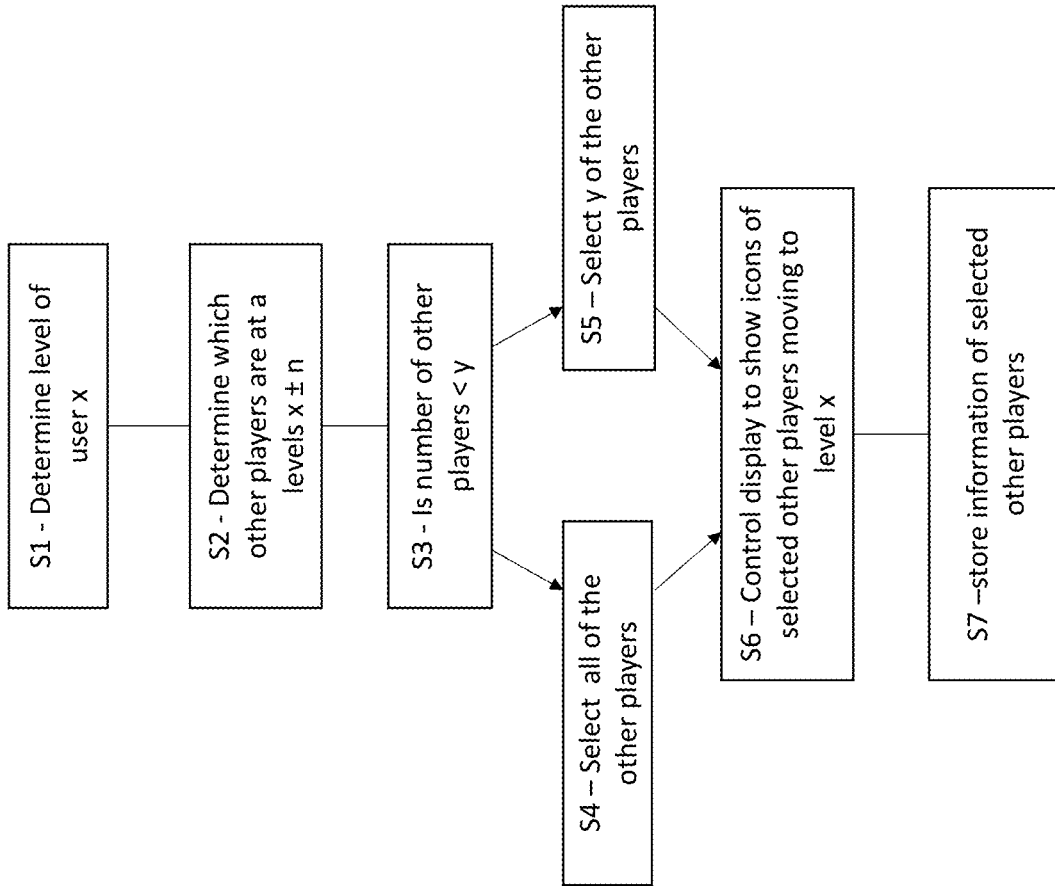 S1 - Determine level of
user x
S2 - Determine which
other players are at a
levels x ± n
S3 - Is number of other
players < y
S4 – Select all of the
other players
S5 – Select y of the other
players
S6 – Control display to show icons of
selected other players moving to
level x
S7 –store information of selected
other players